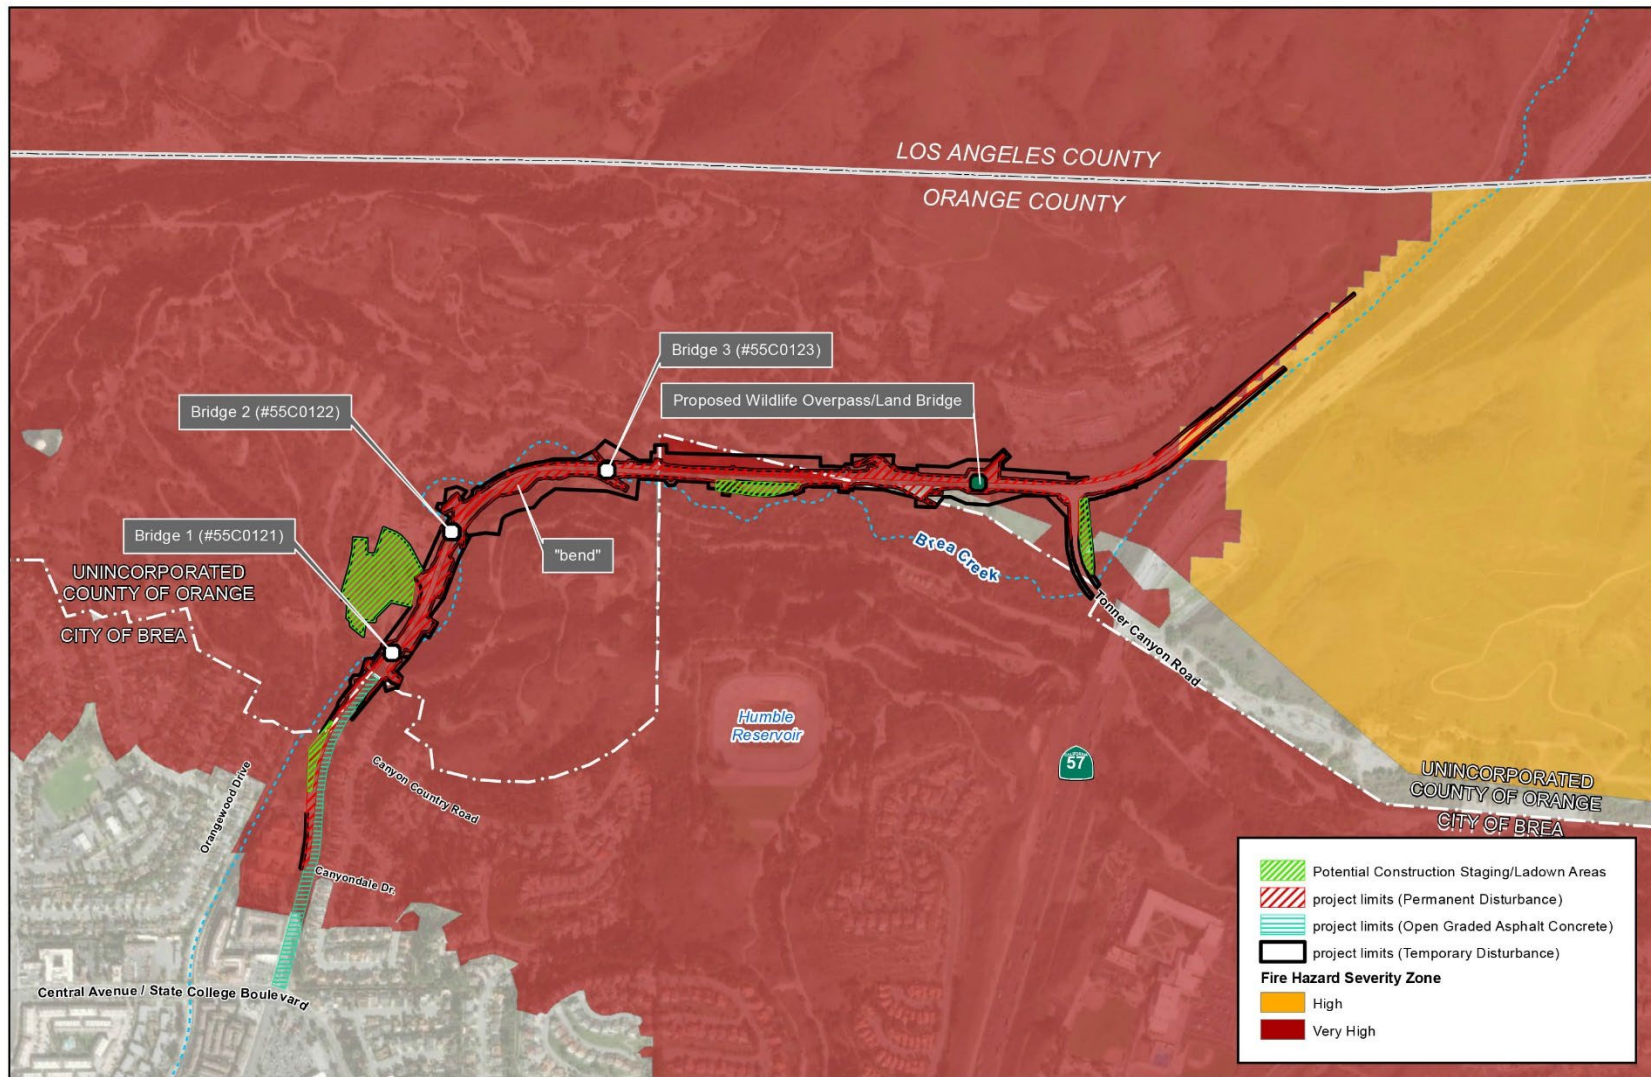 LOS ANGELES COUNTY
ORANGE COUNTY
Bridge 3 (#55C0123)
Proposed Wildlife Overpass/Land Bridge
Bridge 2 (#55C0122)
Bridge 1 (#55C0121)
"bend"
UNINCORPORATED
COUNTY OF ORANGE
CITY OF BREA
Brea Creek
Tonner Canyon Road
Humble
Reservoir
CALIFORNIA
57
Orangewood Drive
Canyon Country Road
Canyondale Dr.
Central Avenue / State College Boulevard
UNINCORPORATED
COUNTY OF ORANGE
CITY OF BREA
Potential Construction Staging/Ladown Areas
project limits (Permanent Disturbance)
project limits (Open Graded Asphalt Concrete)
project limits (Temporary Disturbance)
Fire Hazard Severity Zone
High
Very High